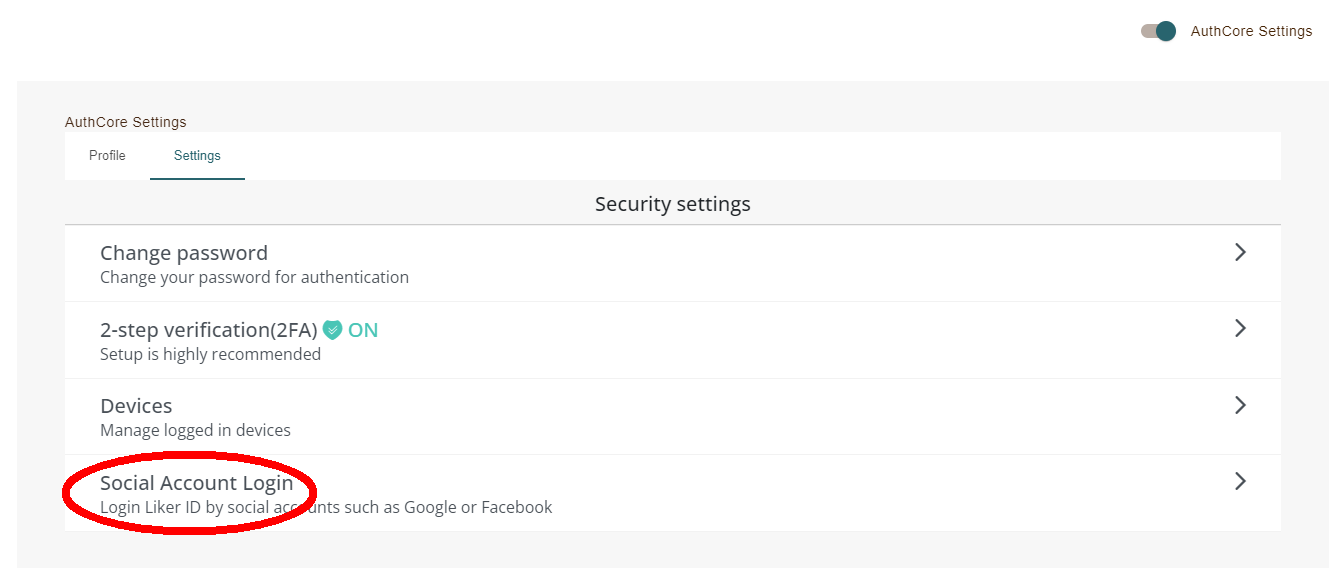 AuthCore Settings
AuthCore Settings
Profile
Settings
Security settings
Change password
Change your password for authentication
2-step verification(2FA) ON
Setup is highly recommended
Devices
Manage logged in devices
Social Account Login
Login Liker ID by social accounts such as Google or Facebook